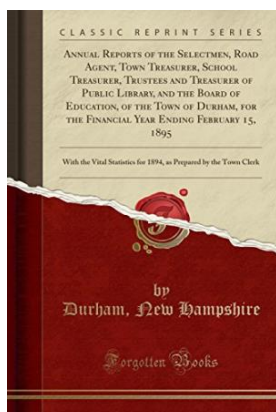 CLASSIC REPRINT SERIES
ANNUAL REPORTS OF THE SELECTMEN, ROAD
AGENT, TOWN TREASURER, SCHOOL
TREASURER, TRUSTEES AND TREASURER OF
PUBLIC LIBRARY, AND THE BOARD OF
EDUCATION, OF THE TOWN OF DURHAM, FOR
THE FINANCIAL YEAR ENDING FEBRUARY 15,
1895
With the Vital Statistics for 1894, as Prepared by the Town Clerk
by
Durham, New Hampshire
Forgotten Books